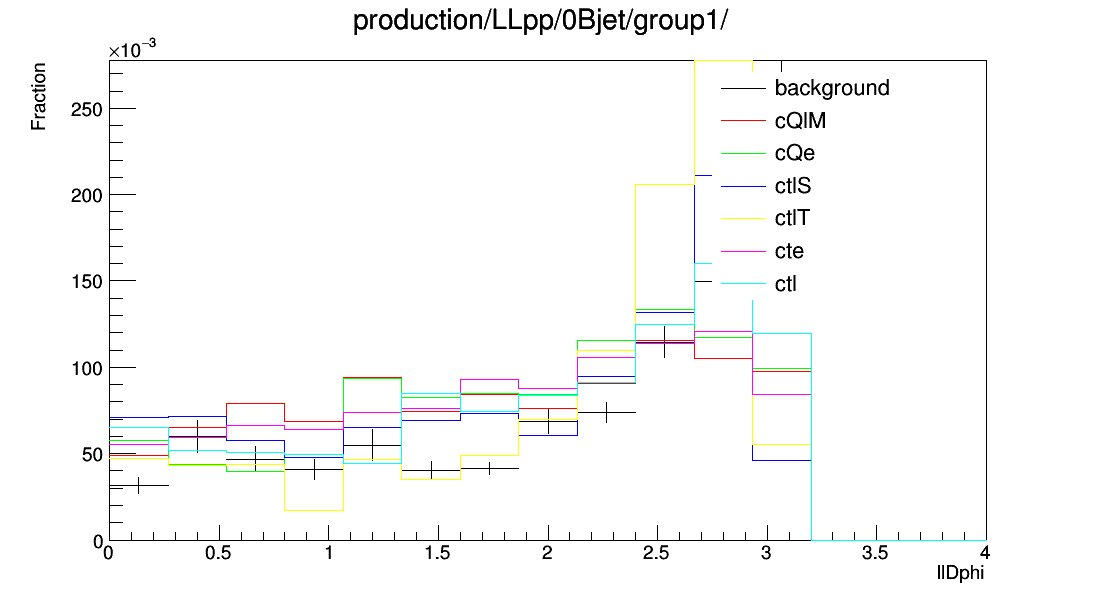 production/LLpp/0Bjet/group1/
×10⁻³
Fraction
250
200
150
100
50
0
background
cQlM
cQe
ctlS
ctlT
cte
ctl
0 0.5 1 1.5 2 2.5 3 3.5 4
llDphi